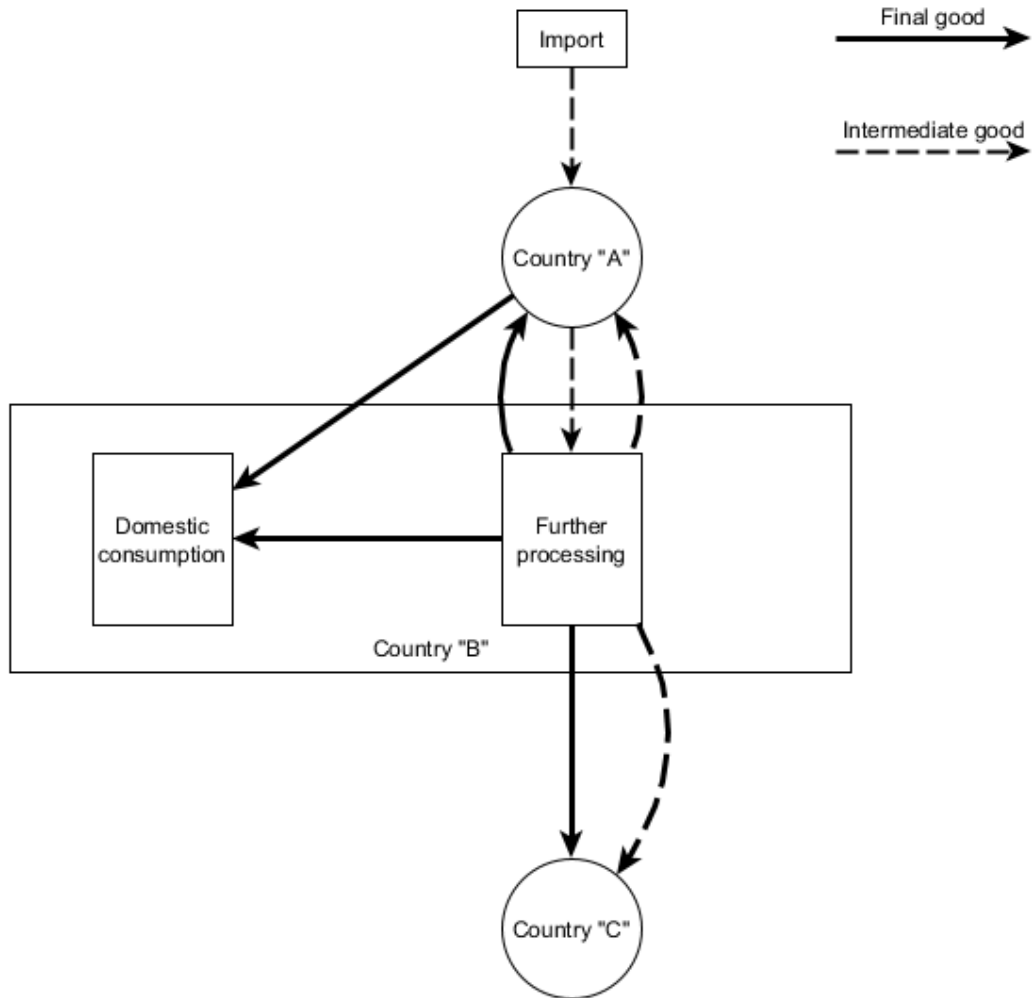 Final good
Import
Intermediate good
Country "A"
Domestic
consumption
Further
processing
Country "B"
Country "C"